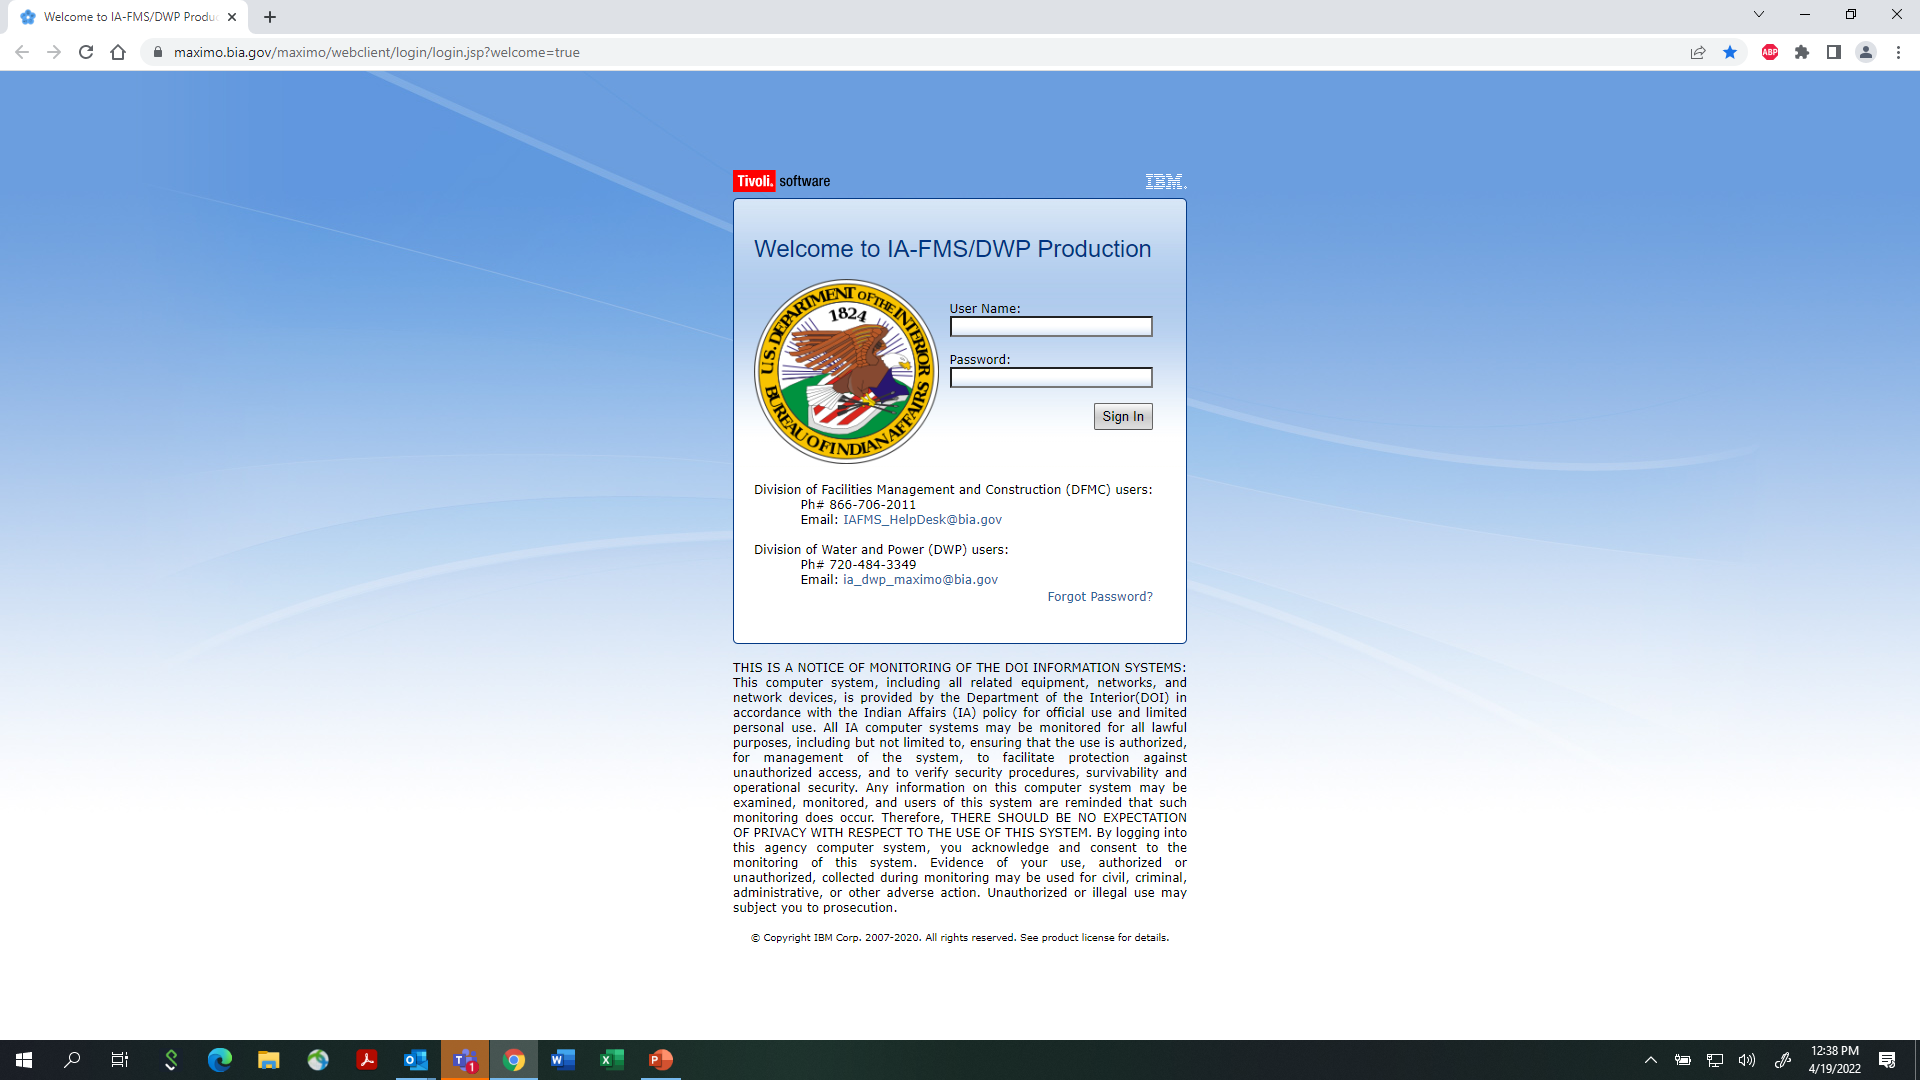 Welcome to IA-FMS/DWP Produ
maximo.bia.gov/maximo/webclient/login/login.jsp?welcome=true
ABP
Tivoli. software
IBM.
Welcome to IA-FMS/DWP Production
U.S. DEPARTMENT OF THE INTERIOR
1824
BUREAU OF INDIAN AFFAIRS
User Name:
Password:
Sign In
Division of Facilities Management and Construction (DFMC) users:
Ph# 866-706-2011
Email: IAFMS_HelpDesk@bia.gov
Division of Water and Power (DWP) users:
Ph# 720-484-3349
Email: ia_dwp_maximo@bia.gov
Forgot Password?
THIS IS A NOTICE OF MONITORING OF THE DOI INFORMATION SYSTEMS:
This computer system, including all related equipment, networks, and
network devices, is provided by the Department of the Interior(DOI) in
accordance with the Indian Affairs (IA) policy for official use and limited
personal use. All IA computer systems may be monitored for all lawful
purposes, including but not limited to, ensuring that the use is authorized,
for management of the system, to facilitate protection against
unauthorized access, and to verify security procedures, survivability and
operational security. Any information on this computer system may be
examined, monitored, and users of this system are reminded that such
monitoring does occur. Therefore, THERE SHOULD BE NO EXPECTATION
OF PRIVACY WITH RESPECT TO THE USE OF THIS SYSTEM. By logging into
this agency computer system, you acknowledge and consent to the
monitoring of this system. Evidence of your use, authorized or
unauthorized, collected during monitoring may be used for civil, criminal,
administrative, or other adverse action. Unauthorized or illegal use may
subject you to prosecution.
© Copyright IBM Corp. 2007-2020. All rights reserved. See product license for details.
12:38 PM
4/19/2022